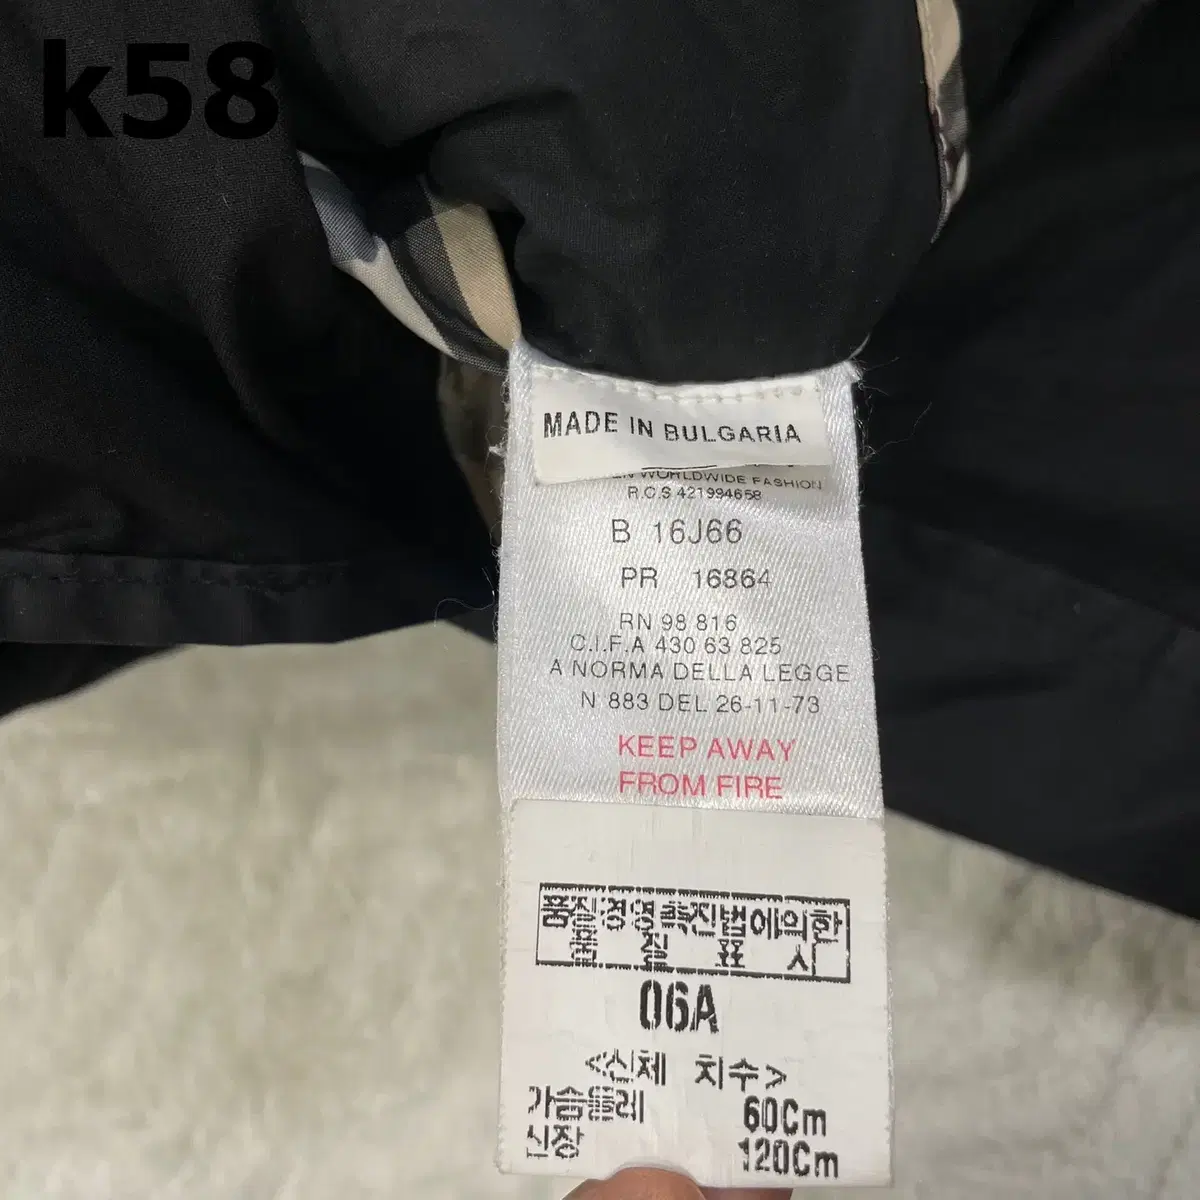 k58
MADE IN BULGARIA
WORLDWIDE FASHION
R.C.S 421994658
B 16J66
PR 16864
RN 98 816
C.I.F.A 430 63 825
A NORMA DELLA LEGGE
N 883 DEL 26-11-73
KEEP AWAY
FROM FIRE
품질경영촉진법에의한
품 질 표 시
06A
<신체 치수>
가슴둘레 60Cm
신장 120Cm